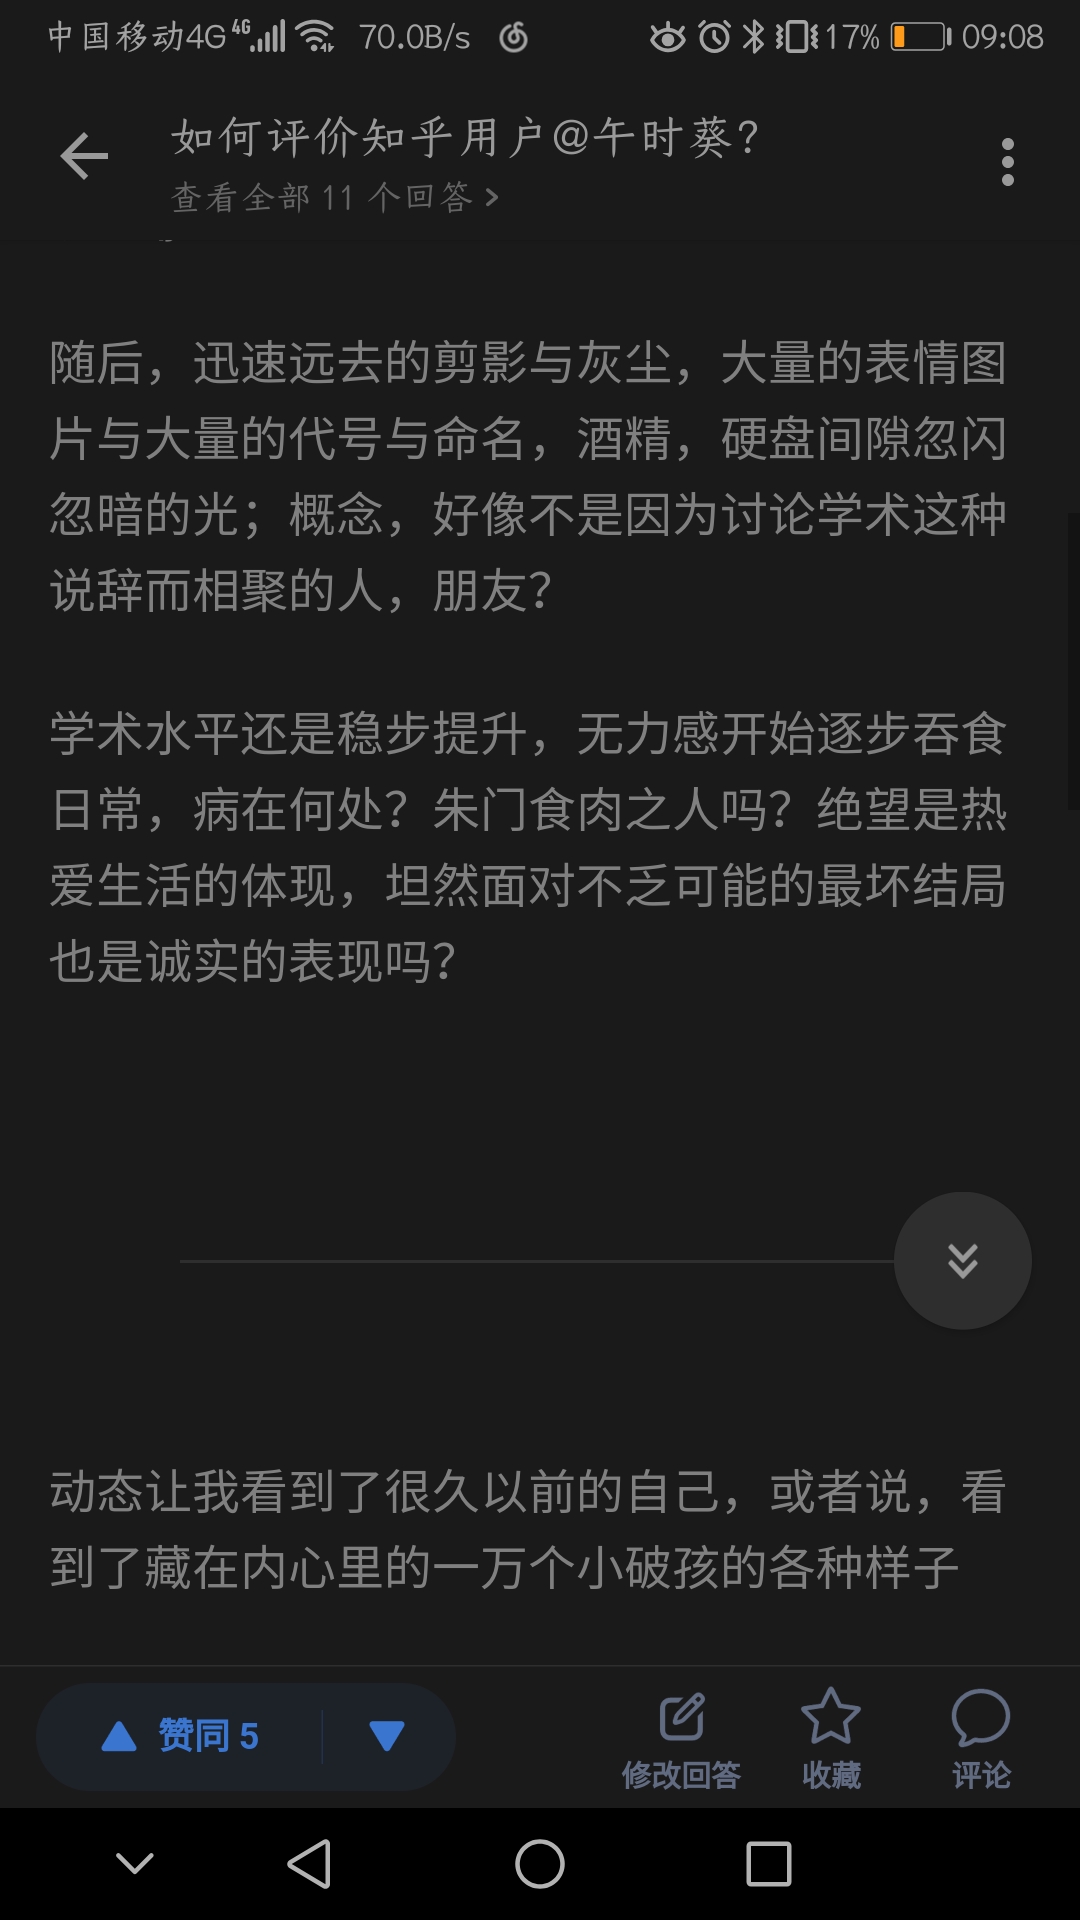 中国移动4G 4G 70.0B/s 17% 09:08
如何评价知乎用户@午时葵?
查看全部 11 个回答 >
随后，迅速远去的剪影与灰尘，大量的表情图
片与大量的代号与命名，酒精，硬盘间隙忽闪
忽暗的光；概念，好像不是因为讨论学术这种
说辞而相聚的人，朋友？
学术水平还是稳步提升，无力感开始逐步吞食
日常，病在何处？朱门食肉之人吗？绝望是热
爱生活的体现，坦然面对不乏可能的最坏结局
也是诚实的表现吗？
动态让我看到了很久以前的自己，或者说，看
到了藏在内心里的一万个小破孩的各种样子
赞同 5
修改回答 收藏 评论